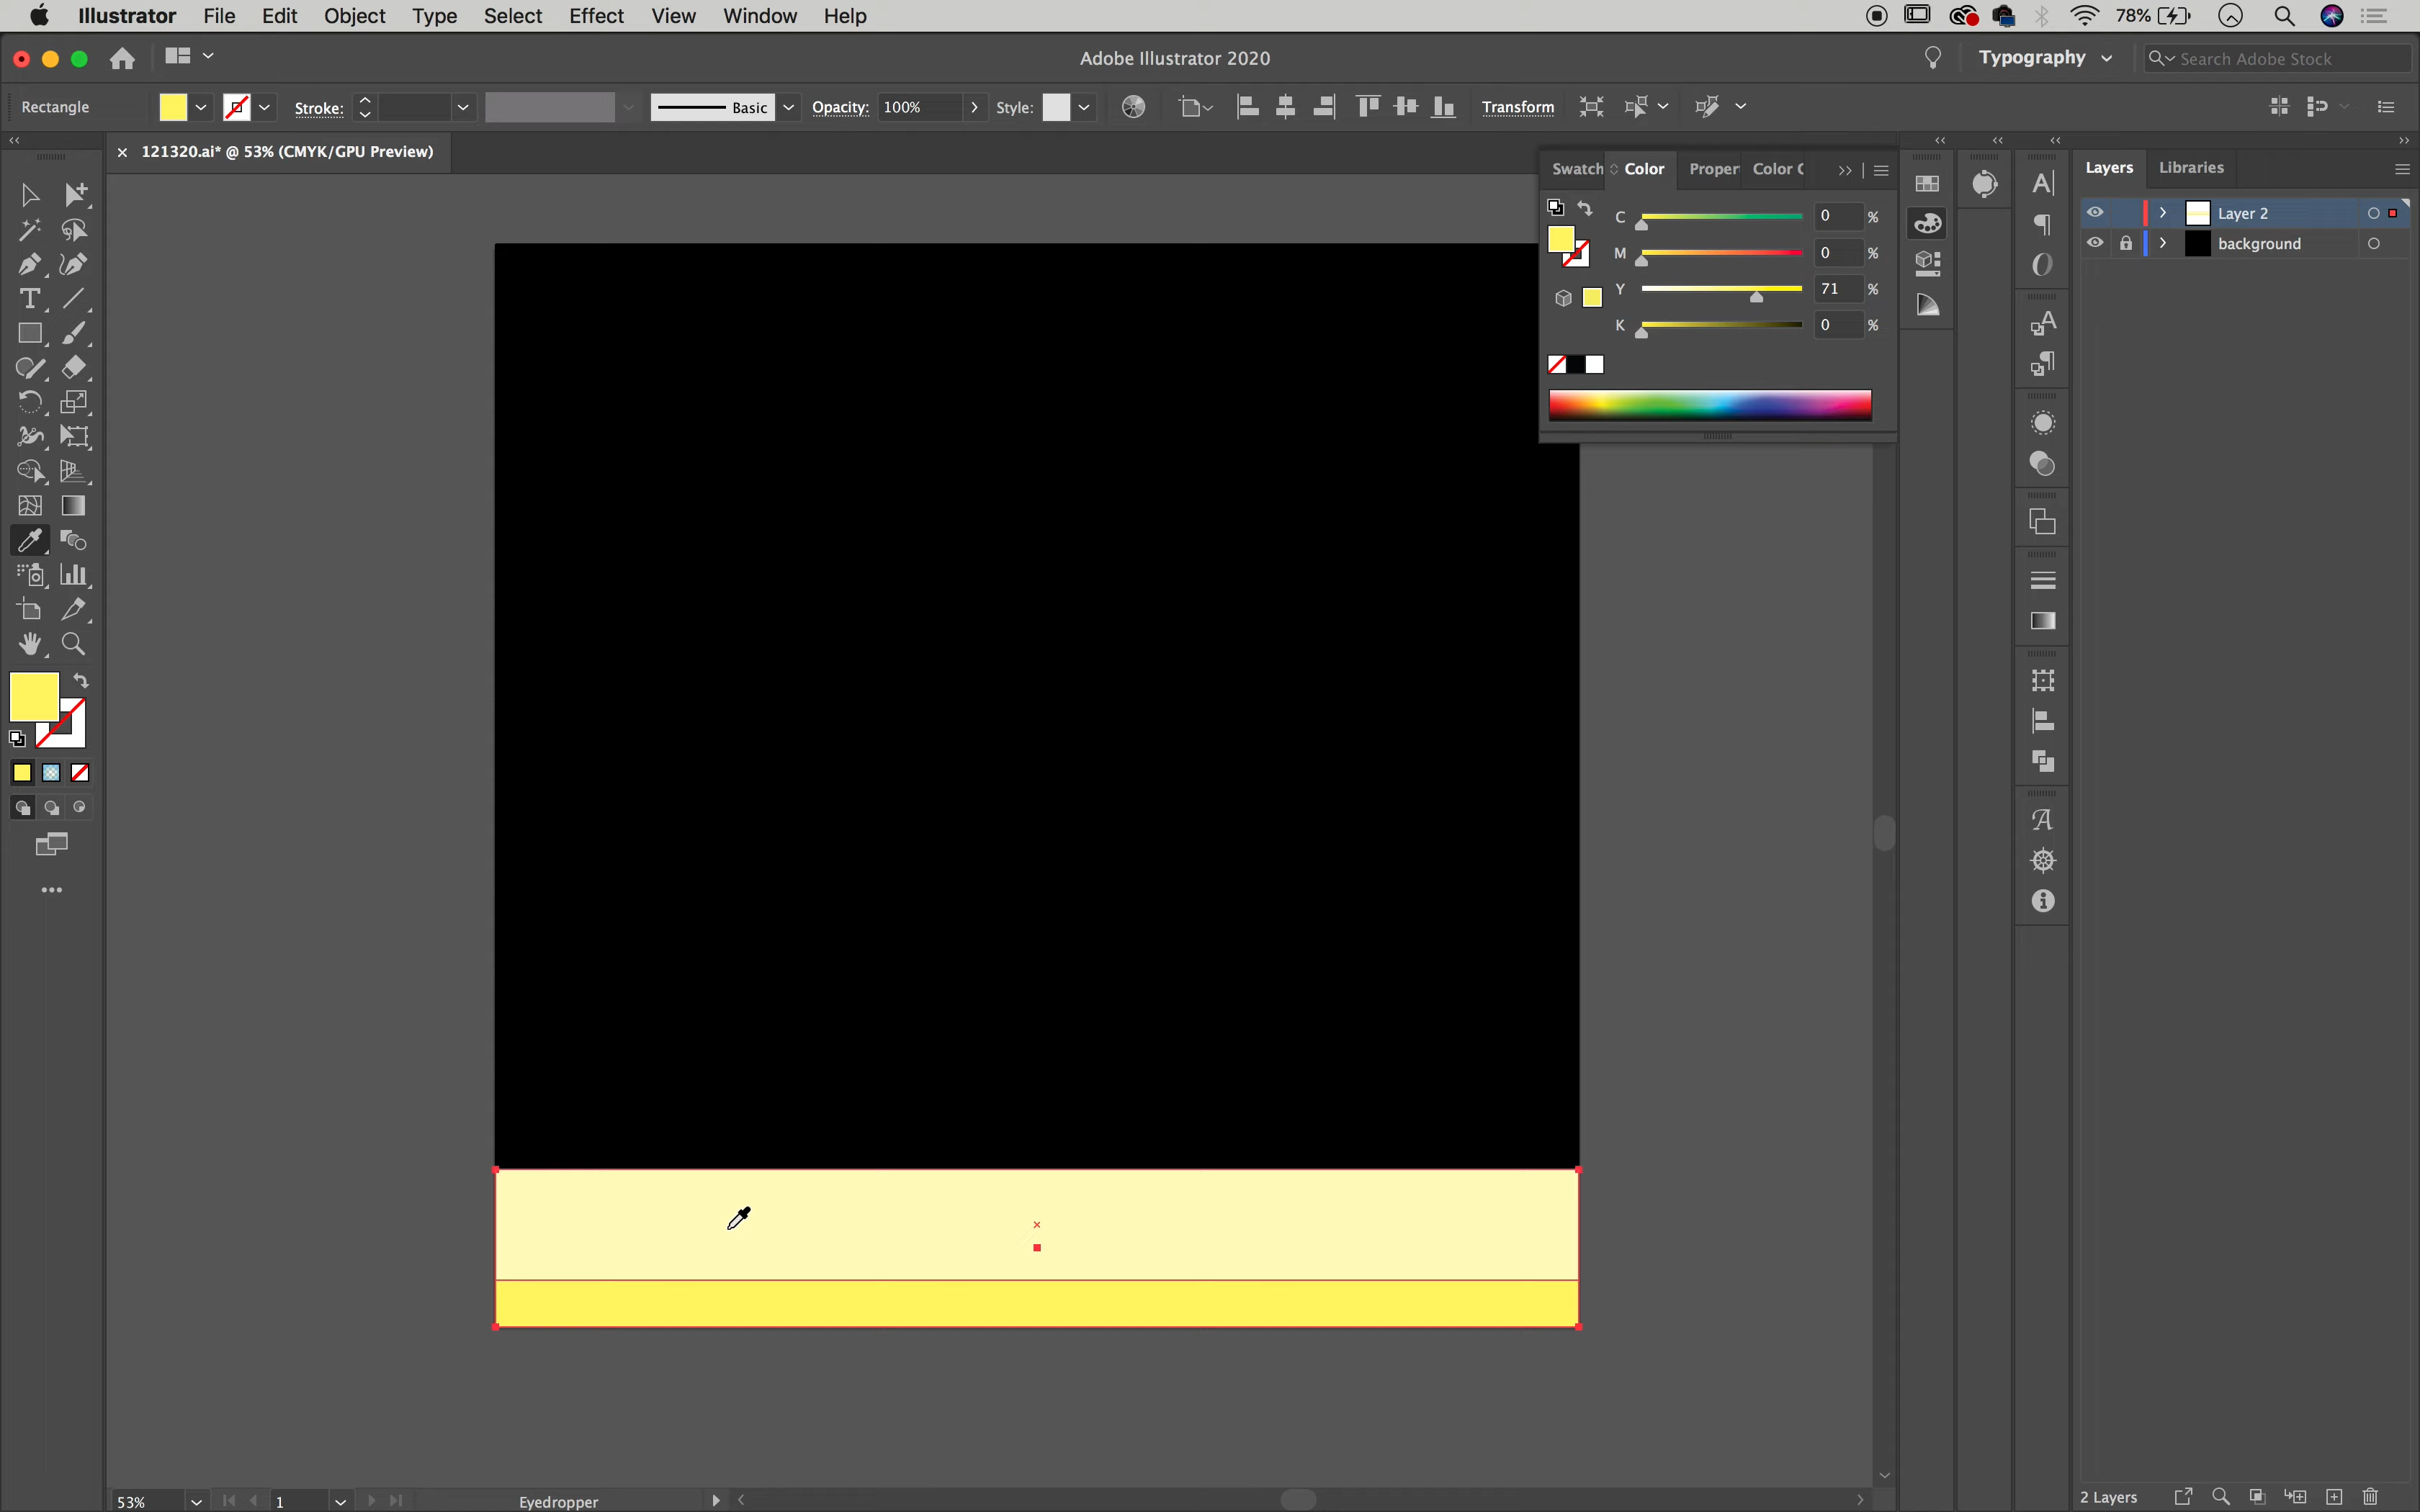 Illustrator File Edit Object Type Select Effect View Window Help 78%
Adobe Illustrator 2020 Typography Search Adobe Stock
Rectangle Stroke: Basic Opacity: 100% Style: Transform
121320.ai* @ 53% (CMYK/GPU Preview)
Swatch Color Proper Color C
Layers Libraries
C 0 %
M 0 %
Y 71 %
K 0 %
Layer 2
background
53% 1 Eyedropper
2 Layers